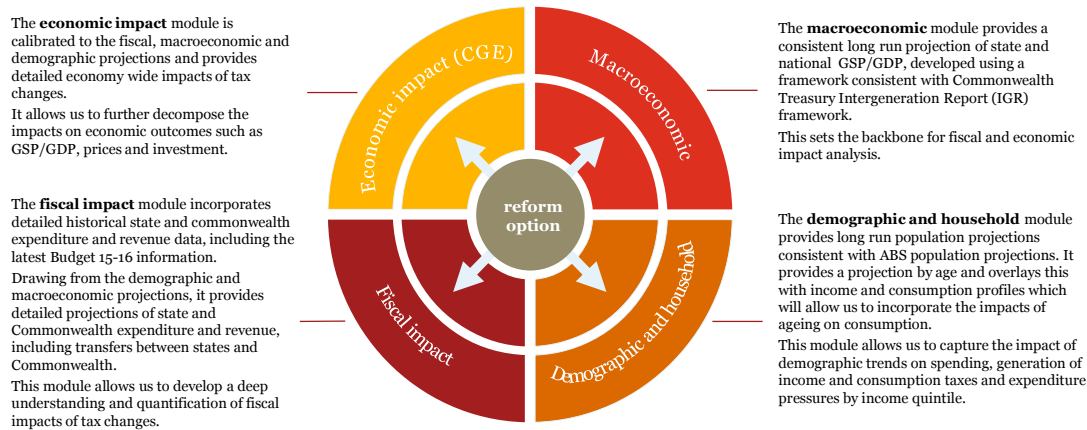 The economic impact module is
calibrated to the fiscal, macroeconomic and
demographic projections and provides
detailed economy wide impacts of tax
changes.
It allows us to further decompose the
impacts on economic outcomes such as
GSP/GDP, prices and investment.
The fiscal impact module incorporates
detailed historical state and commonwealth
expenditure and revenue data, including the
latest Budget 15-16 information.
Drawing from the demographic and
macroeconomic projections, it provides
detailed projections of state and
Commonwealth expenditure and revenue,
including transfers between states and
Commonwealth.
This module allows us to develop a deep
understanding and quantification of fiscal
impacts of tax changes.
Economic impact (CGE)
Macroeconomic
reform
option
Fiscal impact
Demographic and household
The macroeconomic module provides a
consistent long run projection of state and
national GSP/GDP, developed using a
framework consistent with Commonwealth
Treasury Intergeneration Report (IGR)
framework.
This sets the backbone for fiscal and economic
impact analysis.
The demographic and household module
provides long run population projections
consistent with ABS population projections. It
provides a projection by age and overlays this
with income and consumption profiles which
will allow us to incorporate the impacts of
ageing on consumption.
This module allows us to capture the impact of
demographic trends on spending, generation of
income and consumption taxes and expenditure
pressures by income quintile.